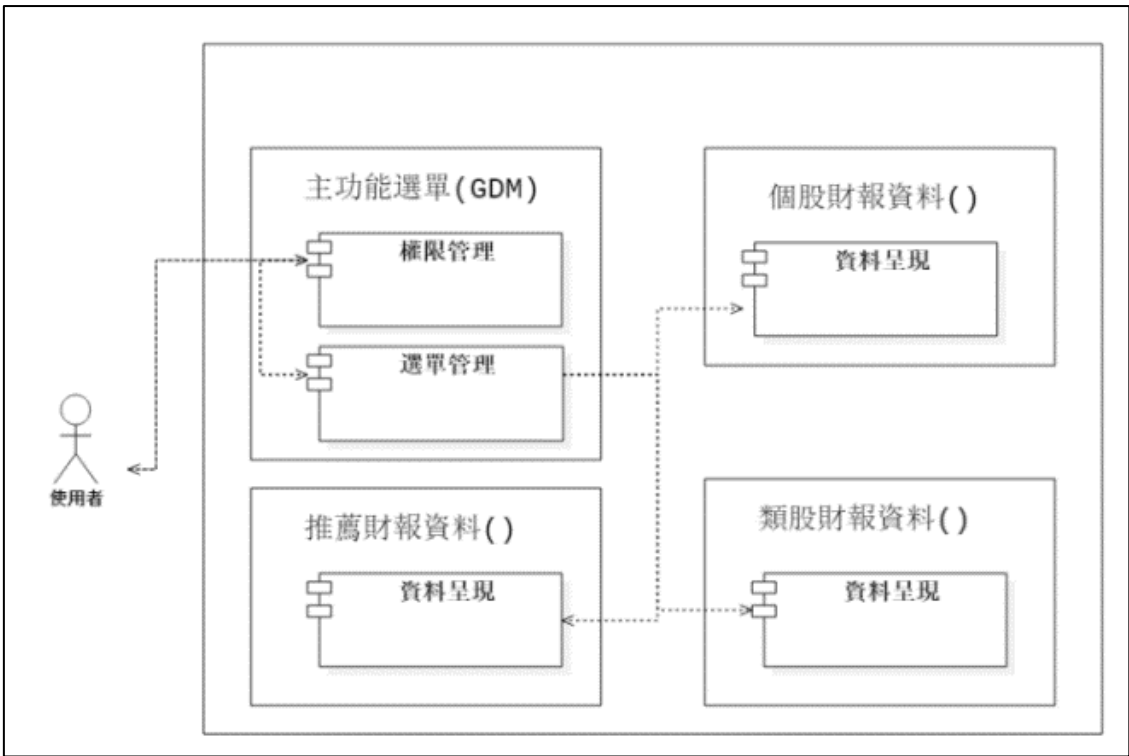 主功能選單(GDM)
權限管理
選單管理
個股財報資料()
資料呈現
使用者
推薦財報資料()
資料呈現
類股財報資料()
資料呈現